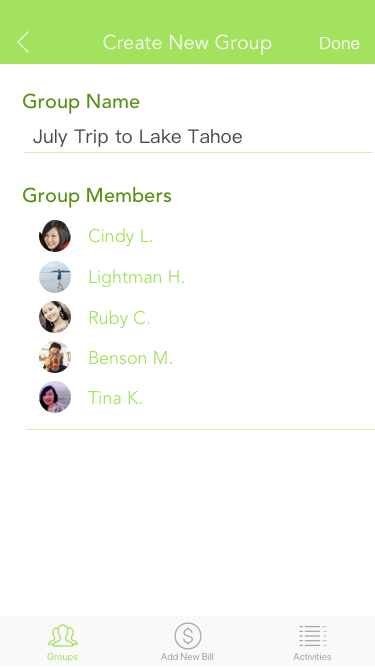 Create New Group
Done
Group Name
July Trip to Lake Tahoe
Group Members
Cindy L.
Lightman H.
Ruby C.
Benson M.
Tina K.
Groups
Add New Bill
Activities